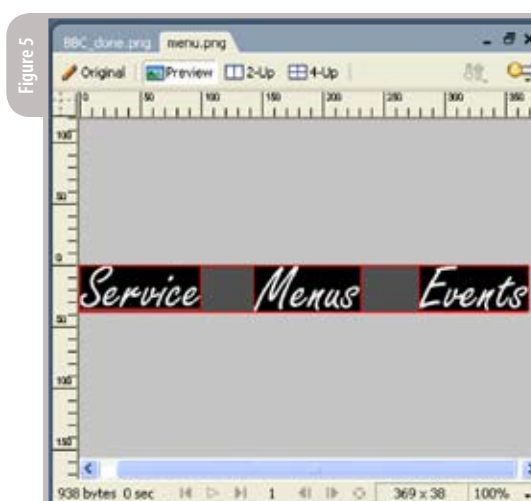 Figure 5
BBC_done.png menu.png
Original Preview 2-Up 4-Up
0 50 100 150 200 250 300 350
100
50
0
Service Menus Events
50
100
150
938 bytes 0 sec 1 369 x 38 100%